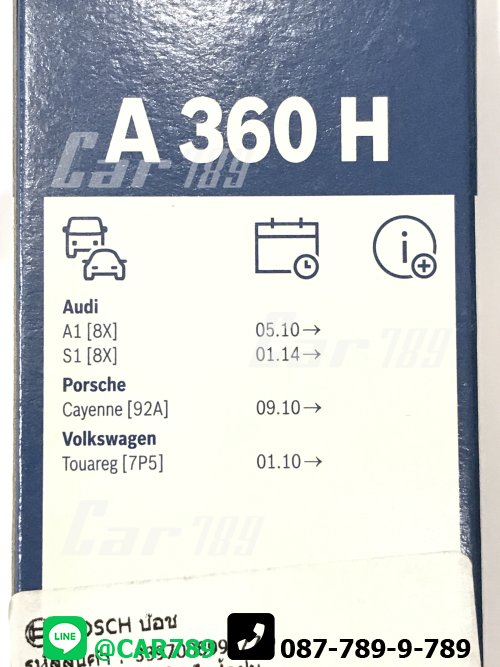 A 360 H
Car 789
Audi
A1 [8X] 05.10→
S1 [8X] 01.14→
Car 789
Porsche
Cayenne [92A] 09.10→
Volkswagen
Touareg [7P5] 01.10→
Car 789
BOSCH บ๊อช
LINE @CAR789 087-789-9-789